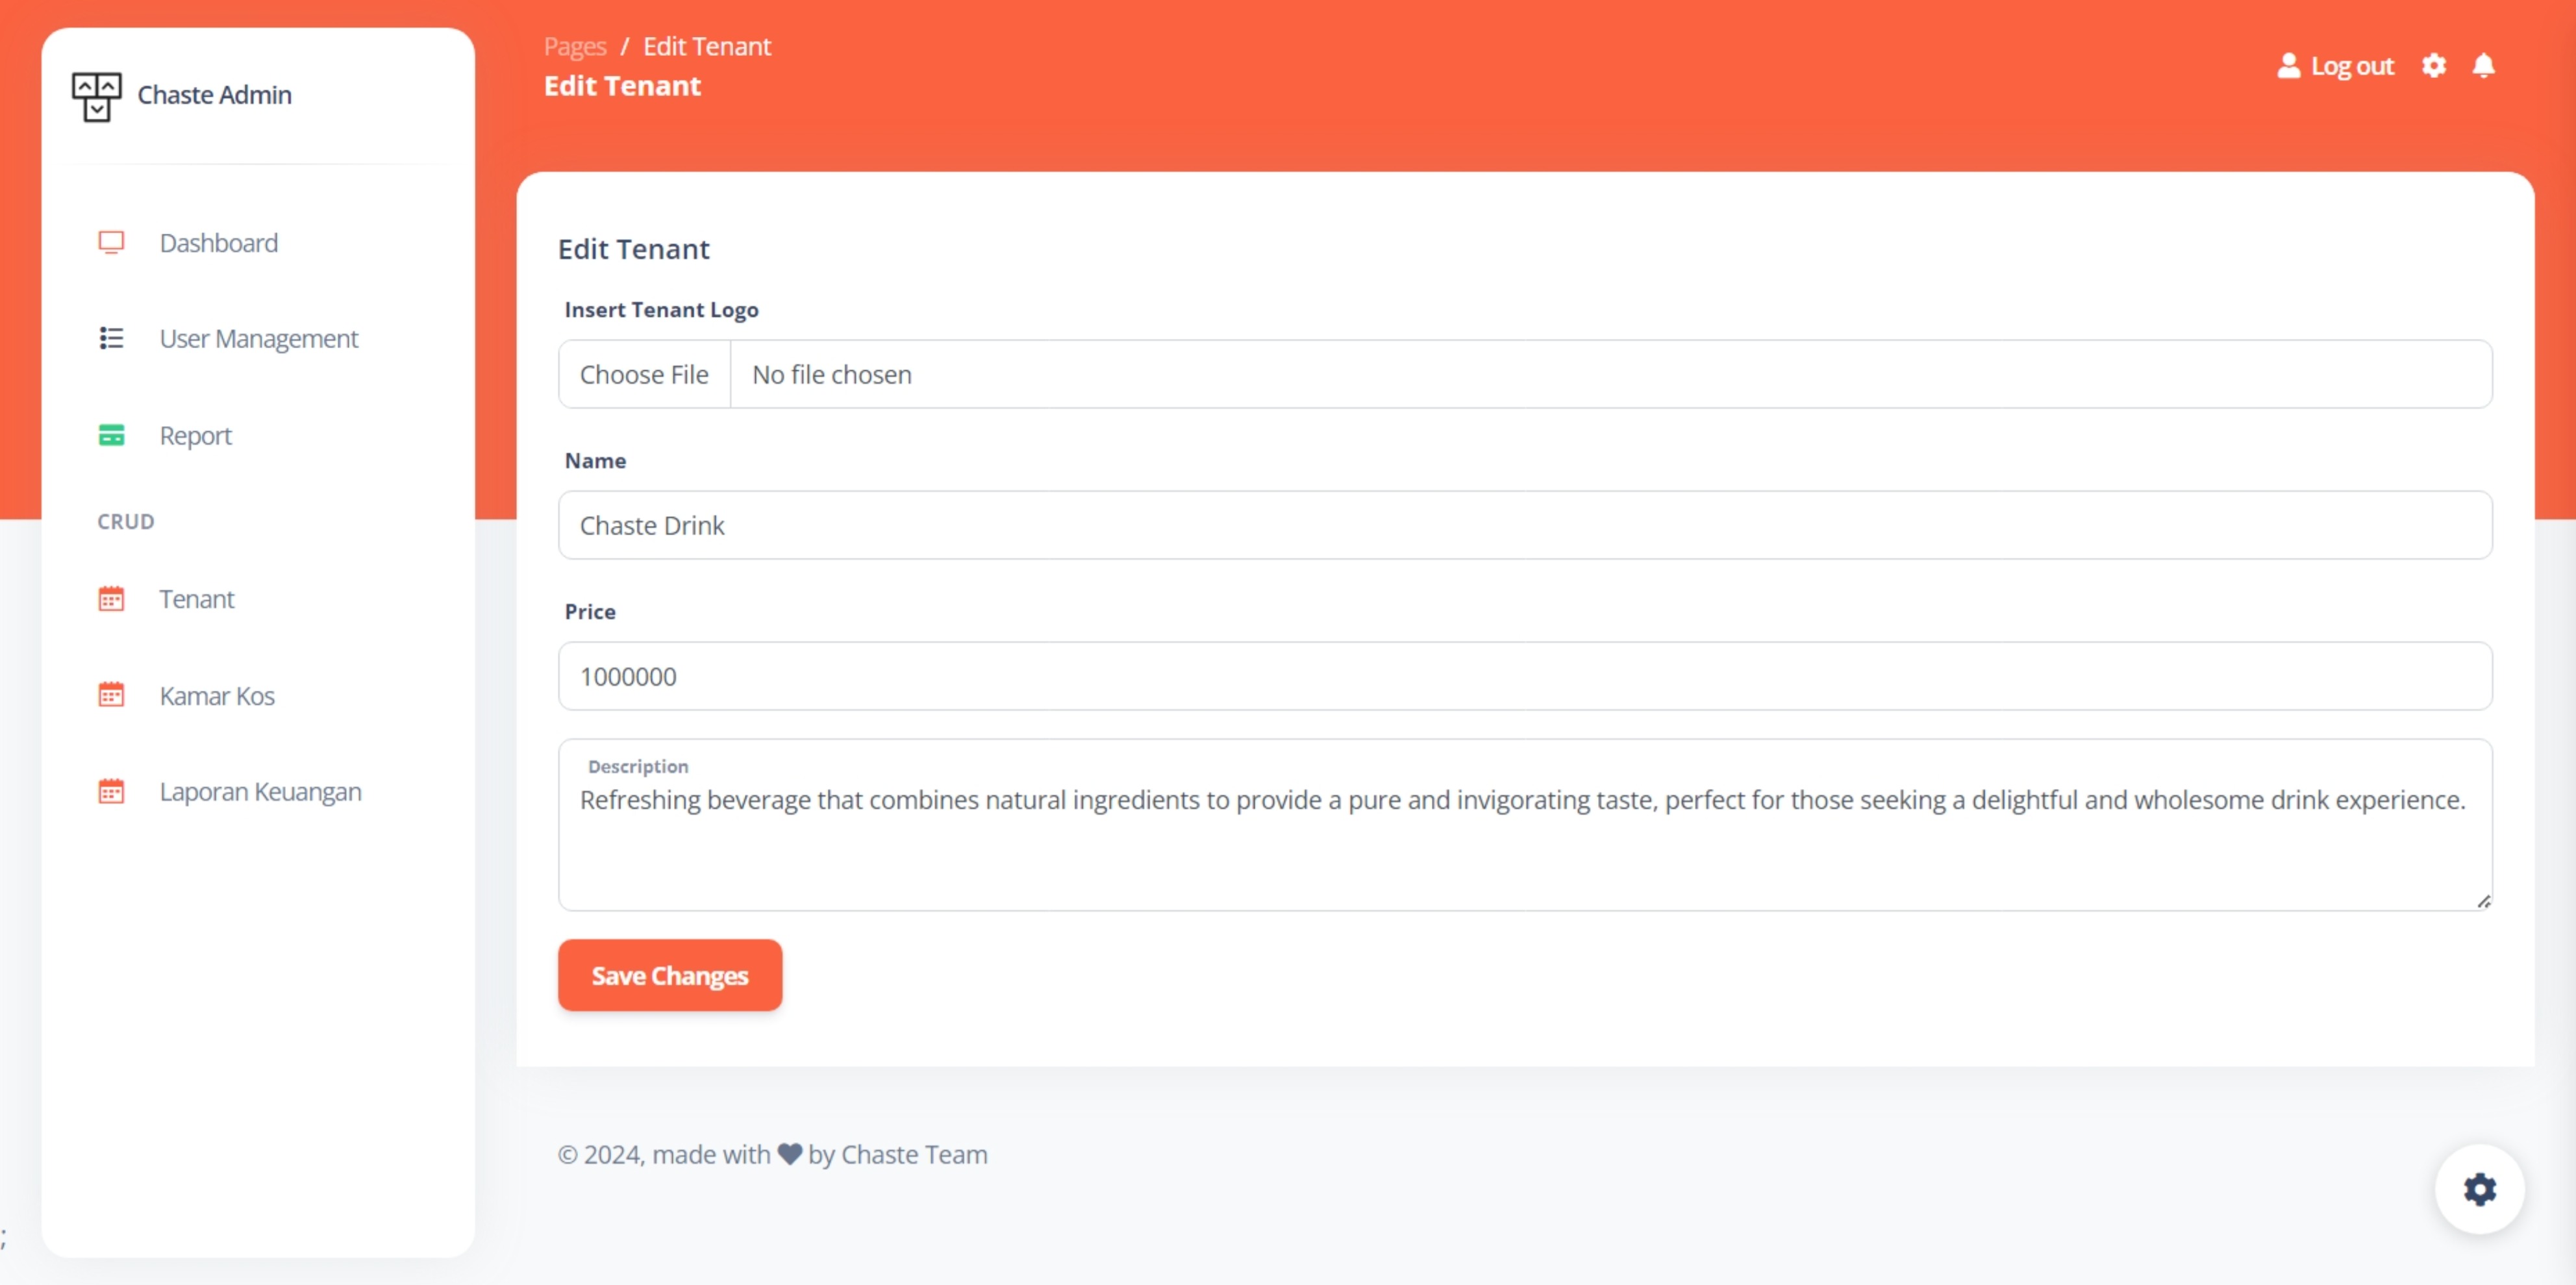 Chaste Admin
Dashboard
User Management
Report
CRUD
Tenant
Kamar Kos
Laporan Keuangan
;
Pages / Edit Tenant
Edit Tenant
Log out
Edit Tenant
Insert Tenant Logo
Choose File No file chosen
Name
Chaste Drink
Price
1000000
Description
Refreshing beverage that combines natural ingredients to provide a pure and invigorating taste, perfect for those seeking a delightful and wholesome drink experience.
Save Changes
© 2024, made with ♥ by Chaste Team